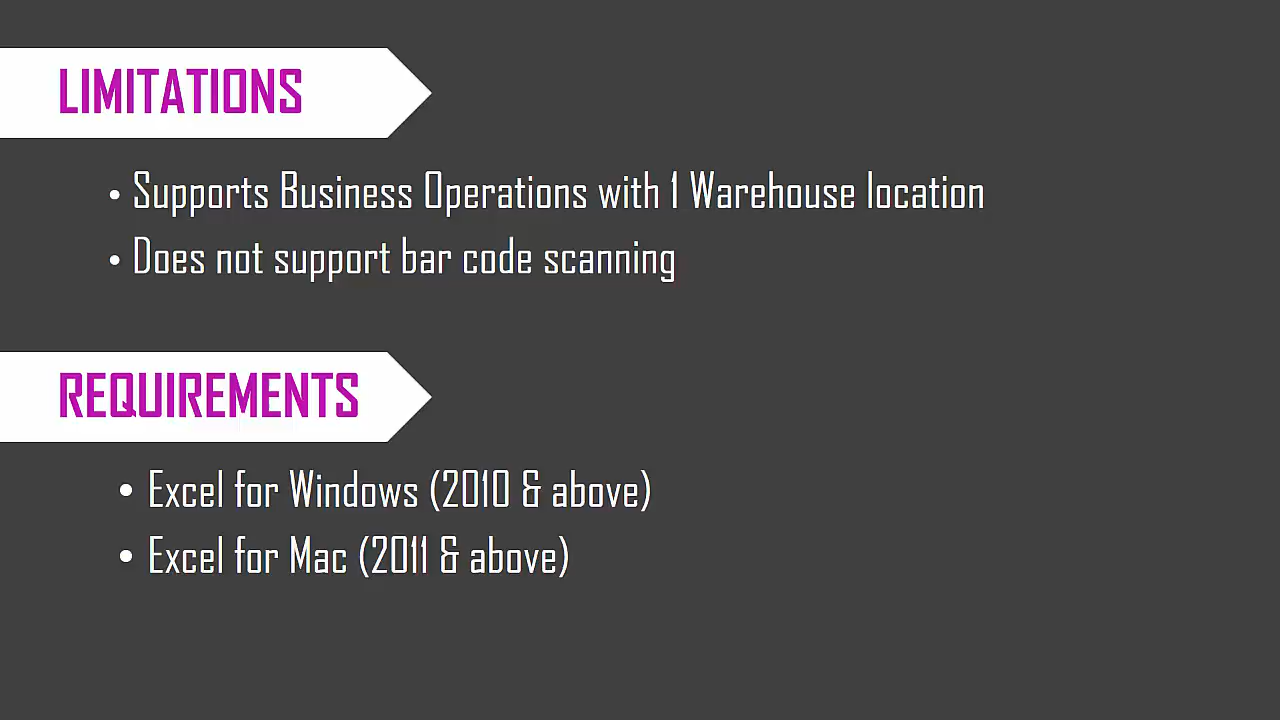 LIMITATIONS
• Supports Business Operations with 1 Warehouse location
• Does not support bar code scanning
REQUIREMENTS
• Excel for Windows (2010 & above)
• Excel for Mac (2011 & above)